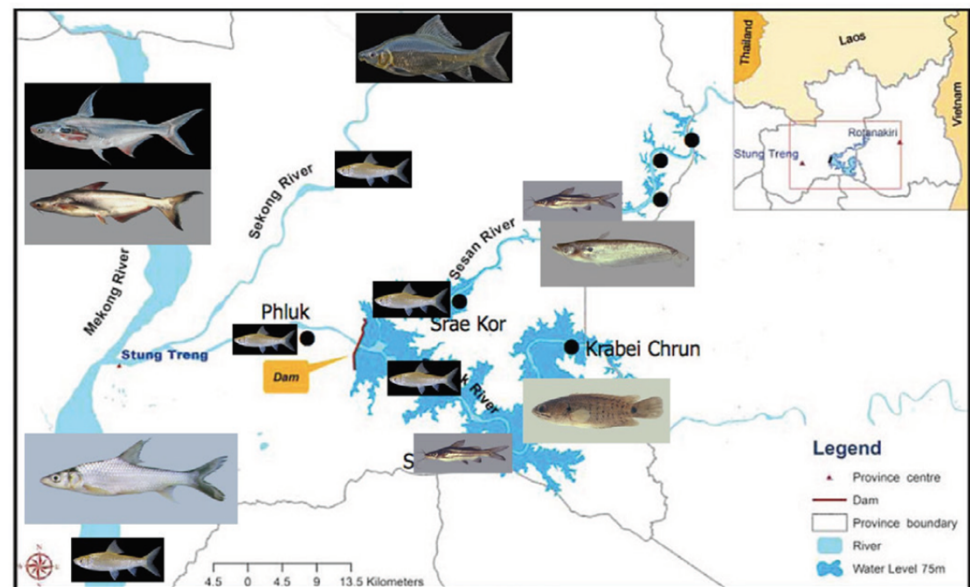 Thailand
Laos
Vietnam
Rotanakiri
Stung Treng
Sekong River
Sesan River
Mekong River
Phluk
Srae Kor
Stung Treng
Krabei Chrun
Dam
k River
S
Legend
Province centre
Dam
Province boundary
River
Water Level 75m
N
4.5 0 4.5 9 13.5 Kilometers